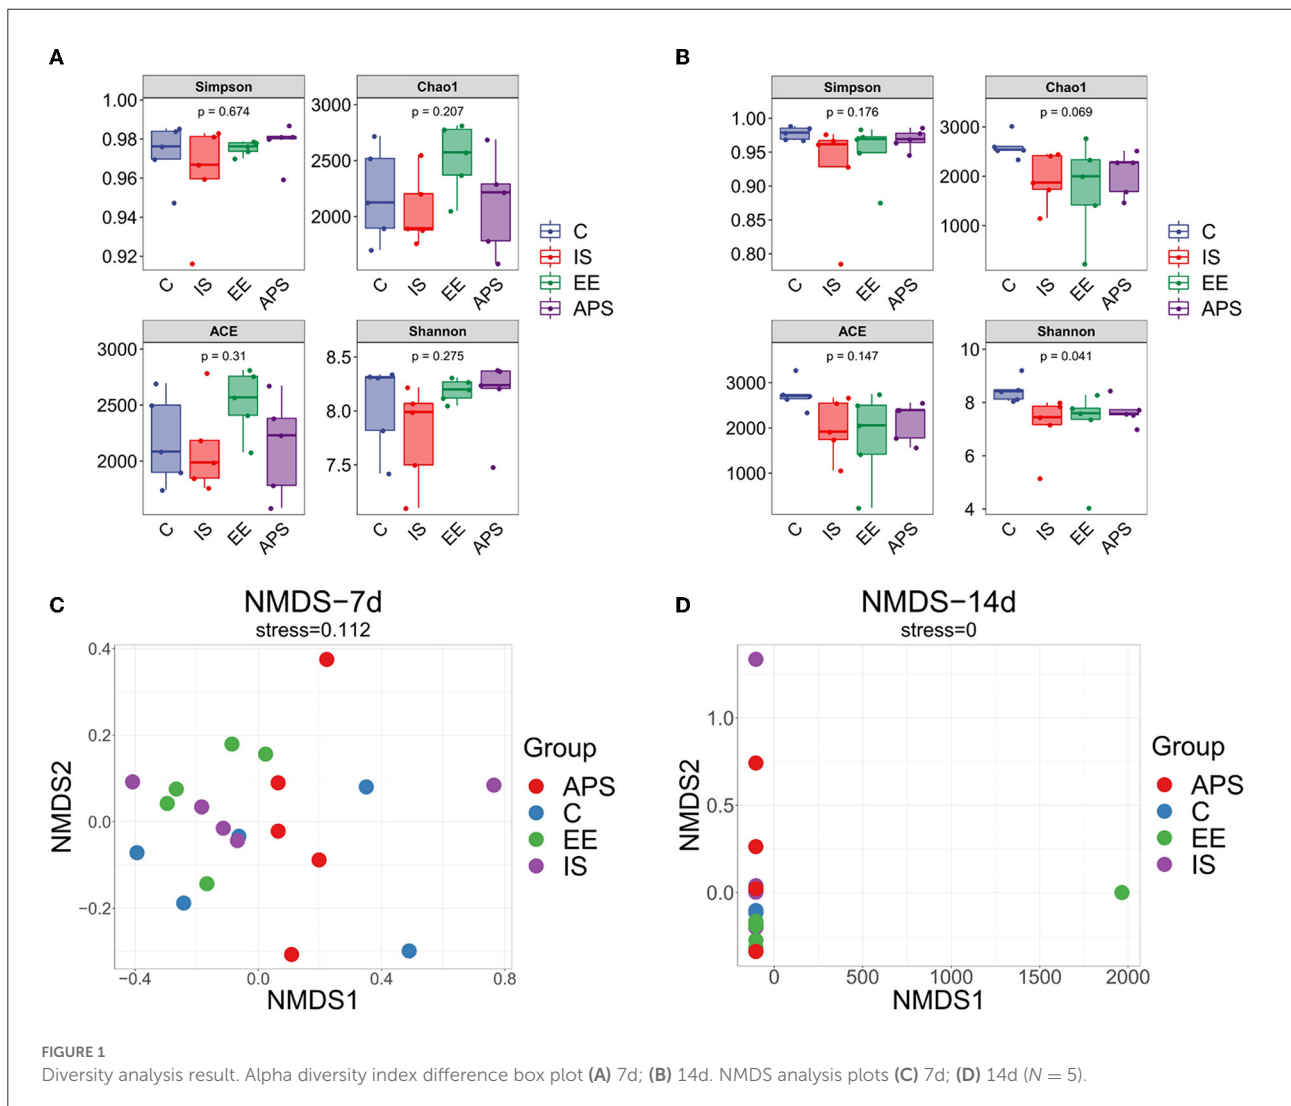 A
Simpson
p = 0.674
1.00
0.98
0.96
0.94
0.92
C
IS
EE
APS
Chao1
p = 0.207
3000
2500
2000
C
IS
EE
APS
ACE
p = 0.31
3000
2500
2000
C
IS
EE
APS
Shannon
p = 0.275
8.5
8.0
7.5
C
IS
EE
APS
C
IS
EE
APS
B
Simpson
p = 0.176
1.00
0.95
0.90
0.85
0.80
C
IS
EE
APS
Chao1
p = 0.069
3000
2000
1000
C
IS
EE
APS
ACE
p = 0.147
3000
2000
1000
C
IS
EE
APS
Shannon
p = 0.041
10
8
6
4
C
IS
EE
APS
C
IS
EE
APS
C
NMDS−7d
stress=0.112
0.4
0.2
0.0
−0.2
NMDS2
−0.4
0.0
0.4
0.8
NMDS1
Group
APS
C
EE
IS
D
NMDS−14d
stress=0
1.0
0.5
0.0
NMDS2
0
500
1000
1500
2000
NMDS1
Group
APS
C
EE
IS
FIGURE 1
Diversity analysis result. Alpha diversity index difference box plot (A) 7d; (B) 14d. NMDS analysis plots (C) 7d; (D) 14d (N = 5).